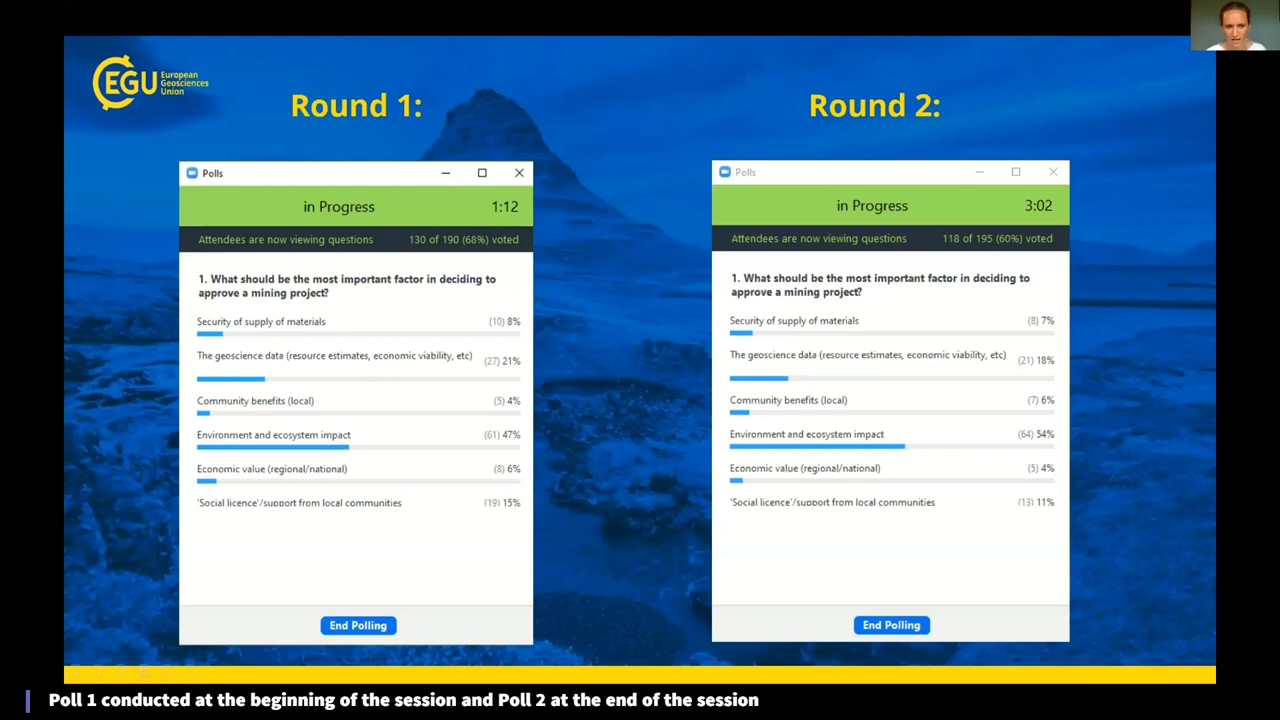 EGU European
Geosciences
Union
Round 1:
Polls
in Progress 1:12
Attendees are now viewing questions 130 of 190 (68%) voted
1. What should be the most important factor in deciding to
approve a mining project?
Security of supply of materials (10) 8%
The geoscience data (resource estimates, economic viability, etc) (27) 21%
Community benefits (local) (5) 4%
Environment and ecosystem impact (61) 47%
Economic value (regional/national) (8) 6%
'Social licence'/support from local communities (19) 15%
End Polling
Round 2:
Polls
in Progress 3:02
Attendees are now viewing questions 118 of 195 (60%) voted
1. What should be the most important factor in deciding to
approve a mining project?
Security of supply of materials (8) 7%
The geoscience data (resource estimates, economic viability, etc) (21) 18%
Community benefits (local) (7) 6%
Environment and ecosystem impact (64) 54%
Economic value (regional/national) (5) 4%
'Social licence'/support from local communities (13) 11%
End Polling
Poll 1 conducted at the beginning of the session and Poll 2 at the end of the session